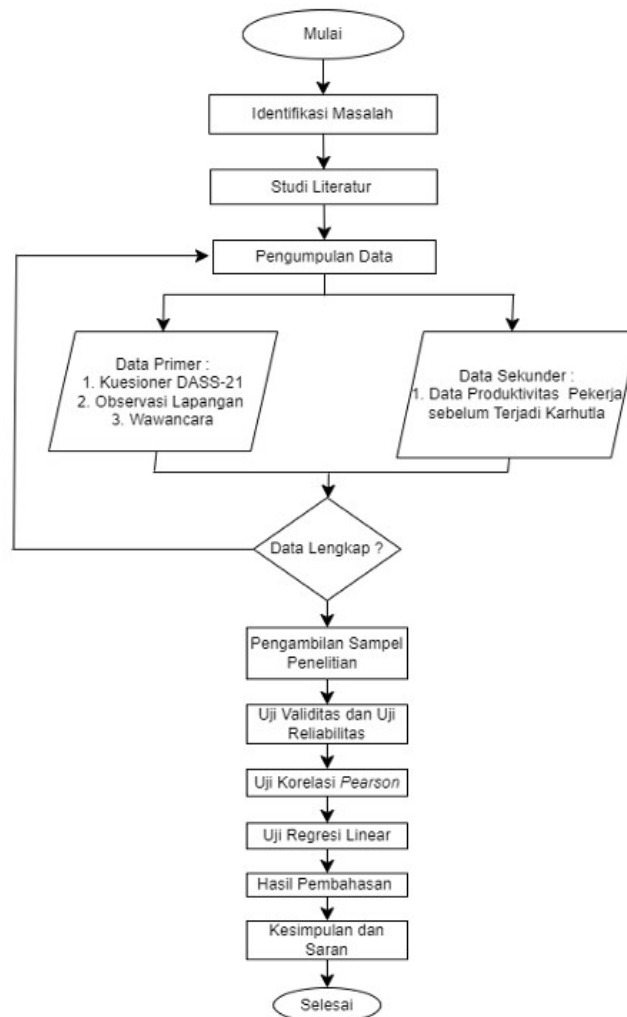 Mulai
Identifikasi Masalah
Studi Literatur
Pengumpulan Data
Data Primer :
1. Kuesioner DASS-21
2. Observasi Lapangan
3. Wawancara
Data Sekunder :
1. Data Produktivitas Pekerja
sebelum Terjadi Karhutla
Data Lengkap ?
Pengambilan Sampel
Penelitian
Uji Validitas dan Uji
Reliabilitas
Uji Korelasi Pearson
Uji Regresi Linear
Hasil Pembahasan
Kesimpulan dan
Saran
Selesai